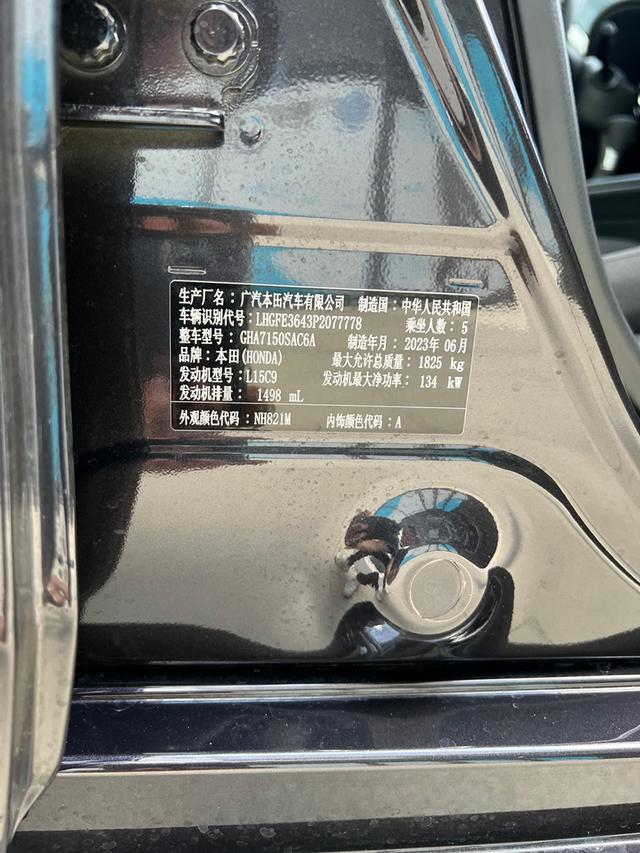 生产厂名：广汽本田汽车有限公司 制造国：中华人民共和国
车辆识别代号：LHGFE3643P2077778 乘坐人数：5
整车型号：GHA7150SAC6A 制造年月：2023年06月
品牌：本田(HONDA) 最大允许总质量：1825 kg
发动机型号：L15C9 发动机最大净功率：134 kW
发动机排量：1498 mL
外观颜色代码：NH821M 内饰颜色代码：A